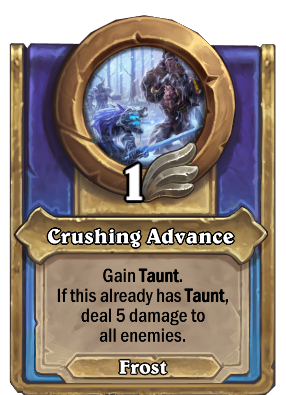 1
Crushing Advance
Gain Taunt.
If this already has Taunt,
deal 5 damage to
all enemies.
Frost